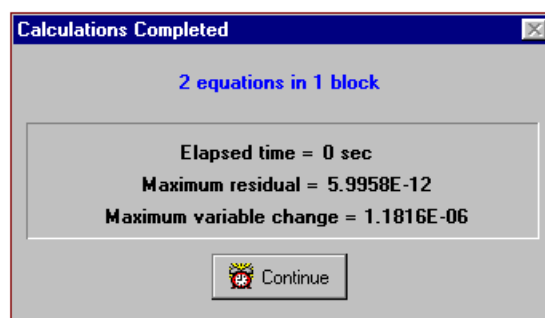 Calculations Completed
2 equations in 1 block
Elapsed time = 0 sec
Maximum residual = 5.9958E-12
Maximum variable change = 1.1816E-06
Continue